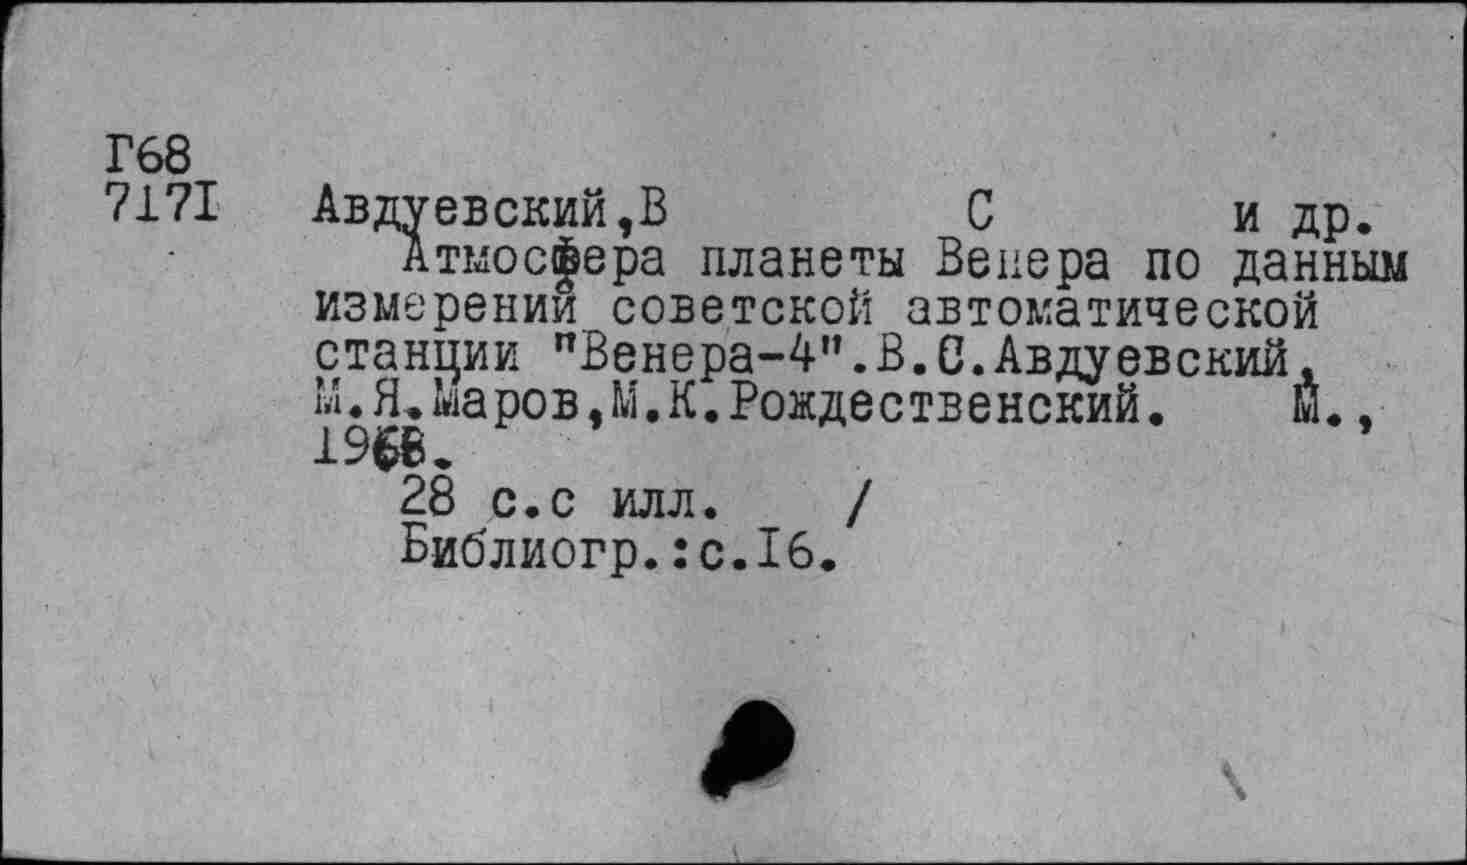 Г68
7171 Авдуевский,В С и др.
Атмосфера планеты Венера по данным
измерений советской автоматической
станции "Венера-4".В.С.Авдуевский,
М.Я.Маров,М.К.Рождественский. М.,
1968.
28 с.с илл. /
Библиогр.:с.16.